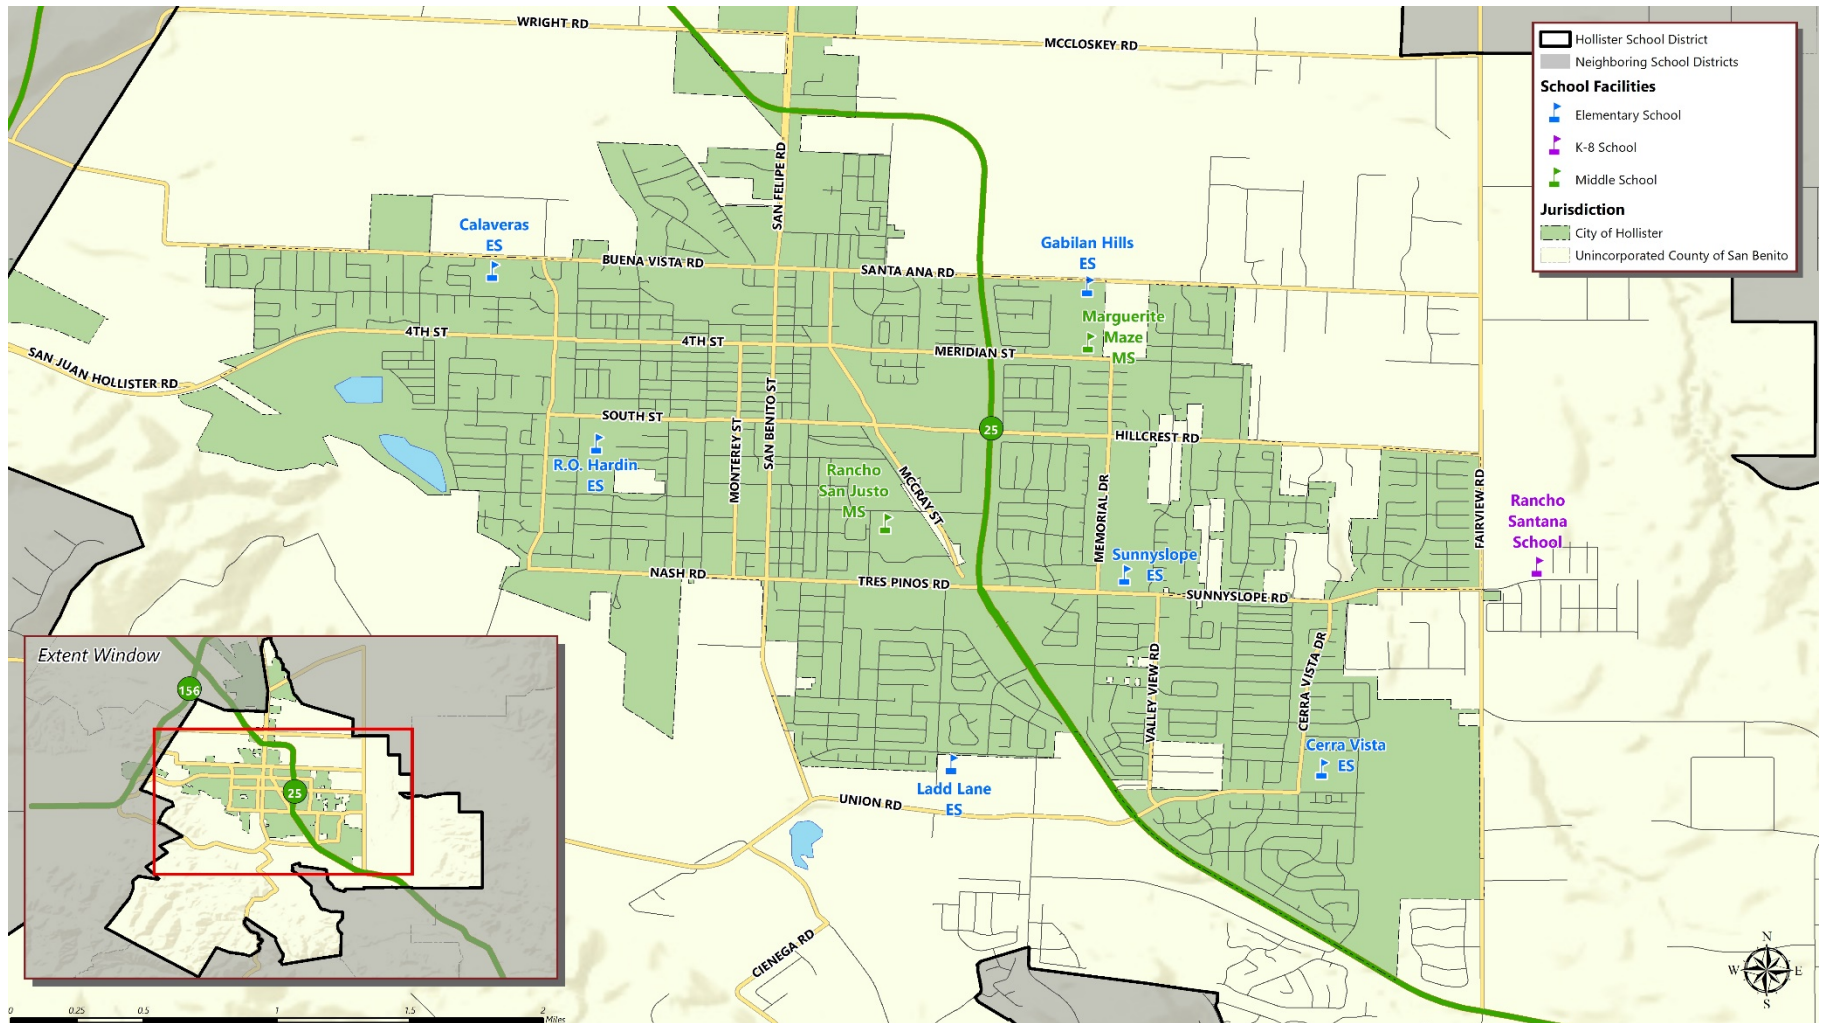 WRIGHT RD
MCCLOSKEY RD
Hollister School District
Neighboring School Districts
School Facilities
Elementary School
K-8 School
Middle School
Jurisdiction
City of Hollister
Unincorporated County of San Benito
SAN FELIPE RD
Calaveras
ES
Gabilan Hills
ES
BUENA VISTA RD
SANTA ANA RD
Marguerite
Maze
MS
4TH ST
4TH ST
MERIDIAN ST
SAN JUAN HOLLISTER RD
SOUTH ST
25
HILLCREST RD
MONTEREY ST
SAN BENITO ST
R.O. Hardin
ES
Rancho
San Justo
MS
MCCRAY ST
MEMORIAL DR
FAIRVIEW RD
Rancho
Santana
School
Sunnyslope
ES
NASH RD
TRES PINOS RD
SUNNYSLOPE RD
VALLEY VIEW RD
CERRA VISTA DR
Cerra Vista
ES
Ladd Lane
ES
UNION RD
CIENEGA RD
Extent Window
156
25
N
W
E
S
0
0.25
0.5
1
1.5
2
Miles